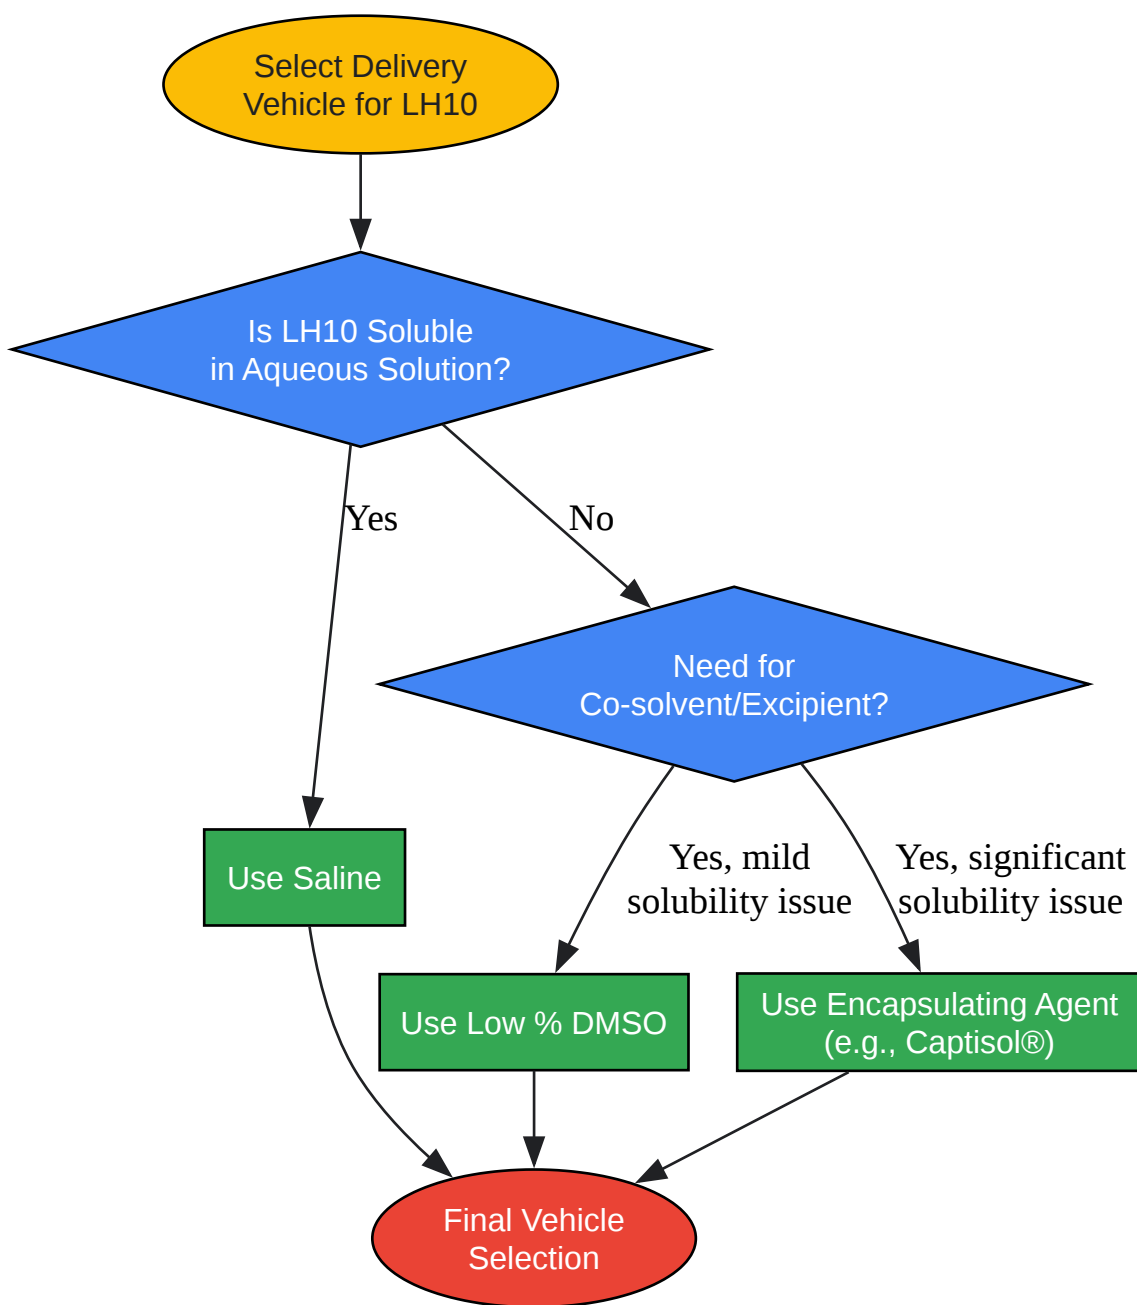 Select Delivery
Vehicle for LH10
Is LH10 Soluble
in Aqueous Solution?
Yes
No
Need for
Co-solvent/Excipient?
Yes, mild
solubility issue
Yes, significant
solubility issue
Use Saline
Use Low % DMSO
Use Encapsulating Agent
(e.g., Captisol®)
Final Vehicle
Selection